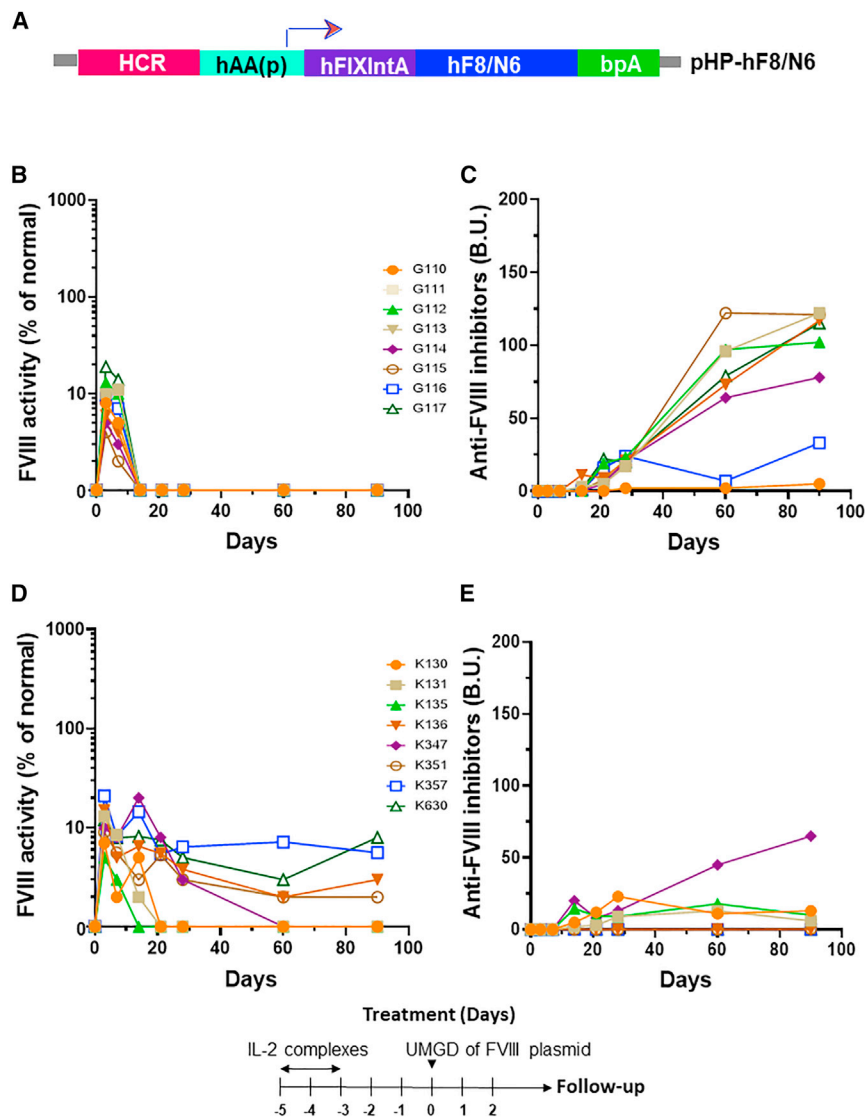 A
HCR hAA(p) hFIXIntA hF8/N6 bpA pHP-hF8/N6
B
FVIII activity (% of normal)
1000
100
10
0
0 20 40 60 80 100
Days
G110
G111
G112
G113
G114
G115
G116
G117
C
Anti-FVIII inhibitors (B.U.)
200
150
100
50
0
0 20 40 60 80 100
Days
D
FVIII activity (% of normal)
1000
100
10
0
0 20 40 60 80 100
Days
K130
K131
K135
K136
K347
K351
K357
K630
E
Anti-FVIII inhibitors (B.U.)
200
150
100
50
0
0 20 40 60 80 100
Days
Treatment (Days)
IL-2 complexes UMGD of FVIII plasmid
Follow-up
-5 -4 -3 -2 -1 0 1 2